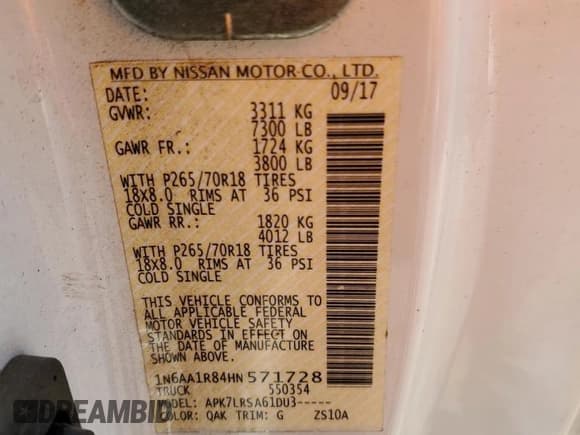 MFD BY NISSAN MOTOR CO., LTD.
DATE: 09/17
GVWR: 3311 KG
7300 LB
GAWR FR.: 1724 KG
3800 LB
WITH P265/70R18 TIRES
18X8.0 RIMS AT 36 PSI
COLD SINGLE
GAWR RR.: 1820 KG
4012 LB
WITH P265/70R18 TIRES
18X8.0 RIMS AT 36 PSI
COLD SINGLE
THIS VEHICLE CONFORMS TO
ALL APPLICABLE FEDERAL
MOTOR VEHICLE SAFETY
STANDARDS IN EFFECT ON
THE DATE OF MANUFACTURE
SHOWN ABOVE.
1N6AA1R84HN571728
TRUCK 550354
MODEL: APK7LRSA61DU3-----
COLOR: QAK TRIM: G ZS10A
DREAMBID